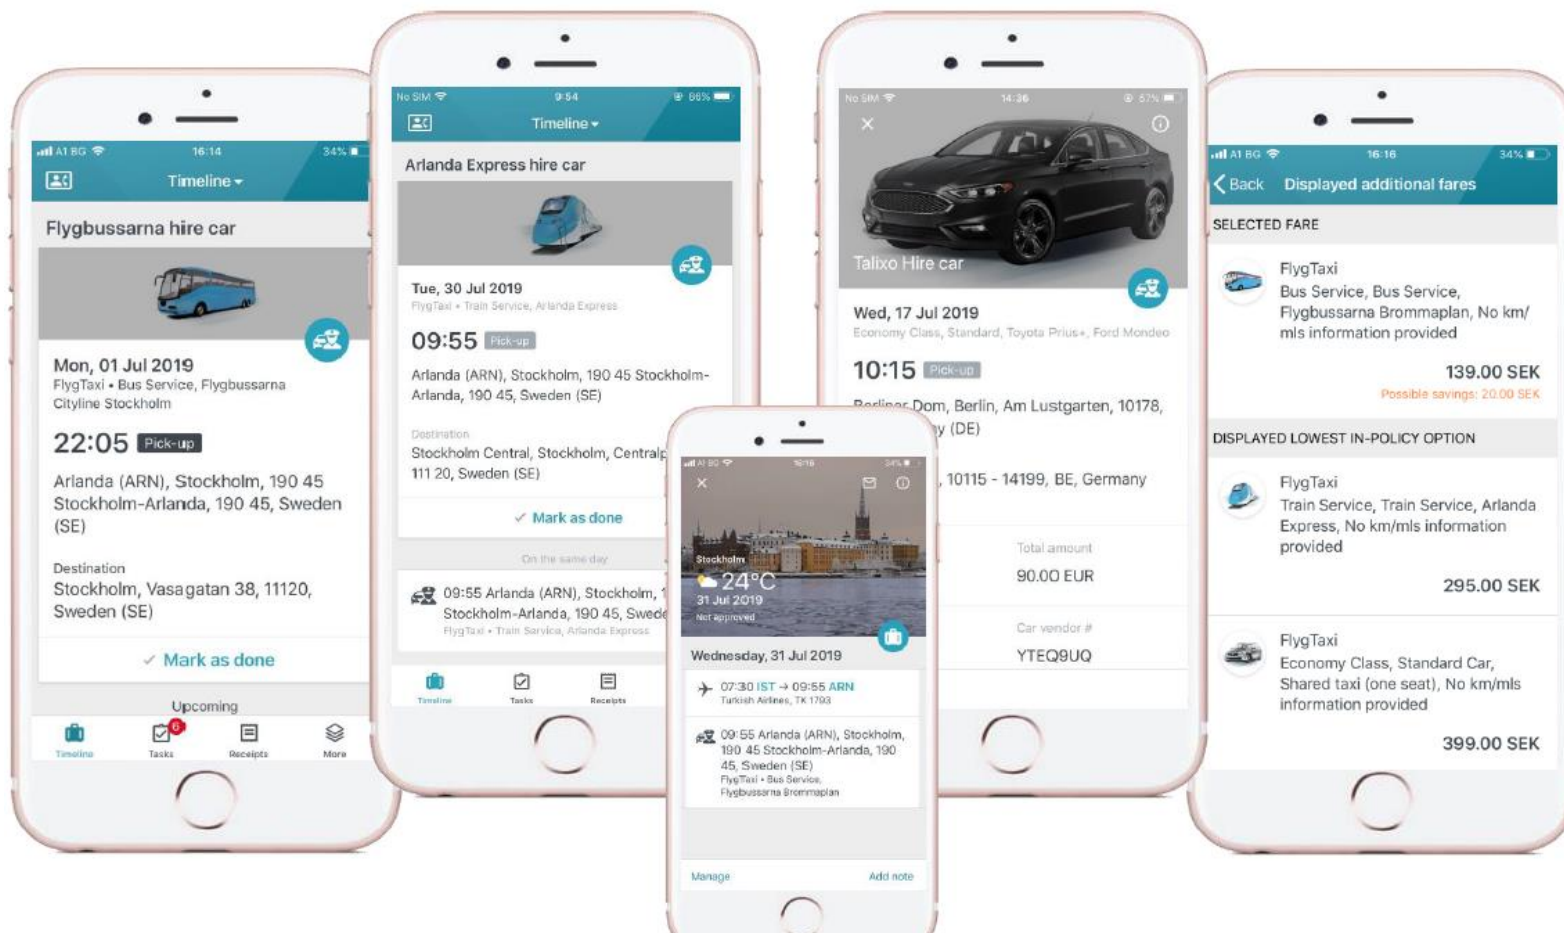 A1 BG
16:14
34%
Timeline
Flygbussarna hire car
Mon, 01 Jul 2019
FlygTaxi • Bus Service, Flygbussarna
Cityline Stockholm
22:05 Pick-up
Arlanda (ARN), Stockholm, 190 45
Stockholm-Arlanda, 190 45, Sweden
(SE)
Destination
Stockholm, Vasagatan 38, 11120,
Sweden (SE)
Mark as done
Upcoming
6
Timeline
Tasks
Receipts
More
No SIM
9:54
86%
Timeline
Arlanda Express hire car
Tue, 30 Jul 2019
FlygTaxi • Train Service, Arlanda Express
09:55 Pick-up
Arlanda (ARN), Stockholm, 190 45 Stockholm-
Arlanda, 190 45, Sweden (SE)
Destination
Stockholm Central, Stockholm, Centralp
111 20, Sweden (SE)
Mark as done
On the same day
09:55 Arlanda (ARN), Stockholm, 1
Stockholm-Arlanda, 190 45, Swede
FlygTaxi • Train Service, Arlanda Express
Timeline
Tasks
Receipts
A1 BG
16:16
34%
Stockholm
24°C
31 Jul 2019
Not approved
Wednesday, 31 Jul 2019
07:30 IST → 09:55 ARN
Turkish Airlines, TK 1793
09:55 Arlanda (ARN), Stockholm,
190 45 Stockholm-Arlanda, 190
45, Sweden (SE)
FlygTaxi • Bus Service,
Flygbussarna Brommaplan
Manage
Add note
No SIM
14:36
57%
Talixo Hire car
Wed, 17 Jul 2019
Economy Class, Standard, Toyota Prius+, Ford Mondeo
10:15 Pick-up
Berliner Dom, Berlin, Am Lustgarten, 10178,
y (DE)
, 10115 - 14199, BE, Germany
Total amount
90.00 EUR
Car vendor #
YTEQ9UQ
A1 BG
16:16
34%
Back
Displayed additional fares
SELECTED FARE
FlygTaxi
Bus Service, Bus Service,
Flygbussarna Brommaplan, No km/
mls information provided
139.00 SEK
Possible savings: 20.00 SEK
DISPLAYED LOWEST IN-POLICY OPTION
FlygTaxi
Train Service, Train Service, Arlanda
Express, No km/mls information
provided
295.00 SEK
FlygTaxi
Economy Class, Standard Car,
Shared taxi (one seat), No km/mls
information provided
399.00 SEK